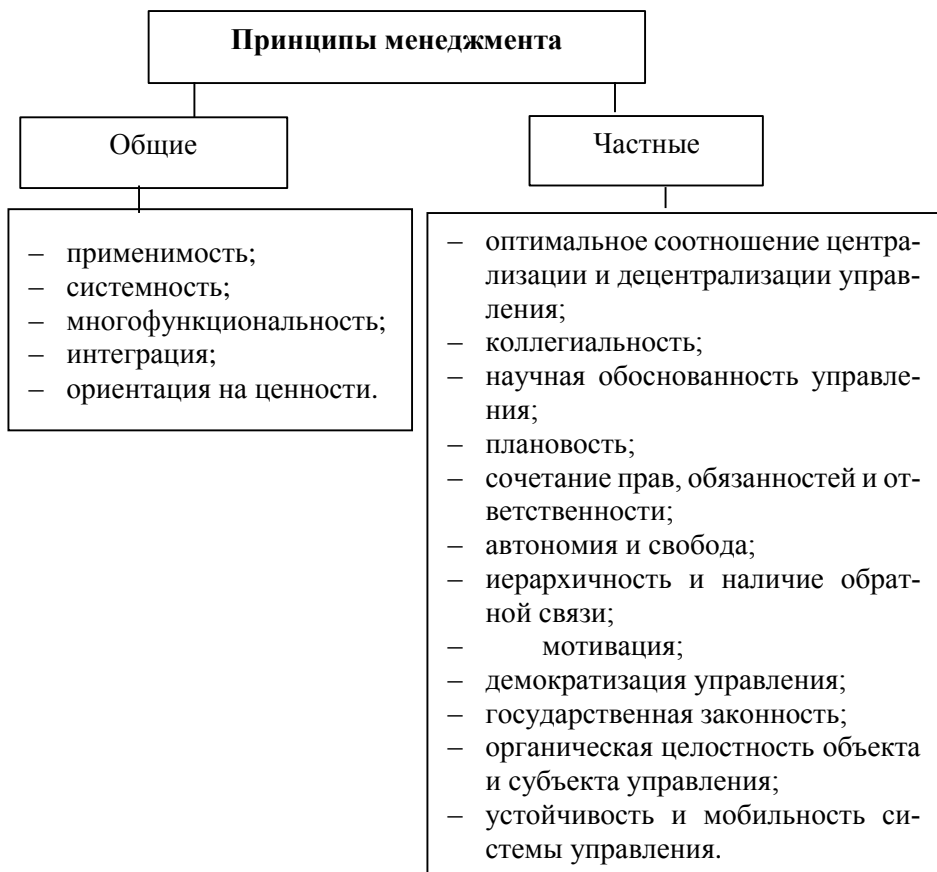 Принципы менеджмента
Общие
Частные
– применимость;
– системность;
– многофункциональность;
– интеграция;
– ориентация на ценности.
– оптимальное соотношение центра-
лизации и децентрализации управ-
ления;
– коллегиальность;
– научная обоснованность управле-
ния;
– плановость;
– сочетание прав, обязанностей и от-
ветственности;
– автономия и свобода;
– иерархичность и наличие обрат-
ной связи;
– мотивация;
– демократизация управления;
– государственная законность;
– органическая целостность объекта
и субъекта управления;
– устойчивость и мобильность си-
стемы управления.